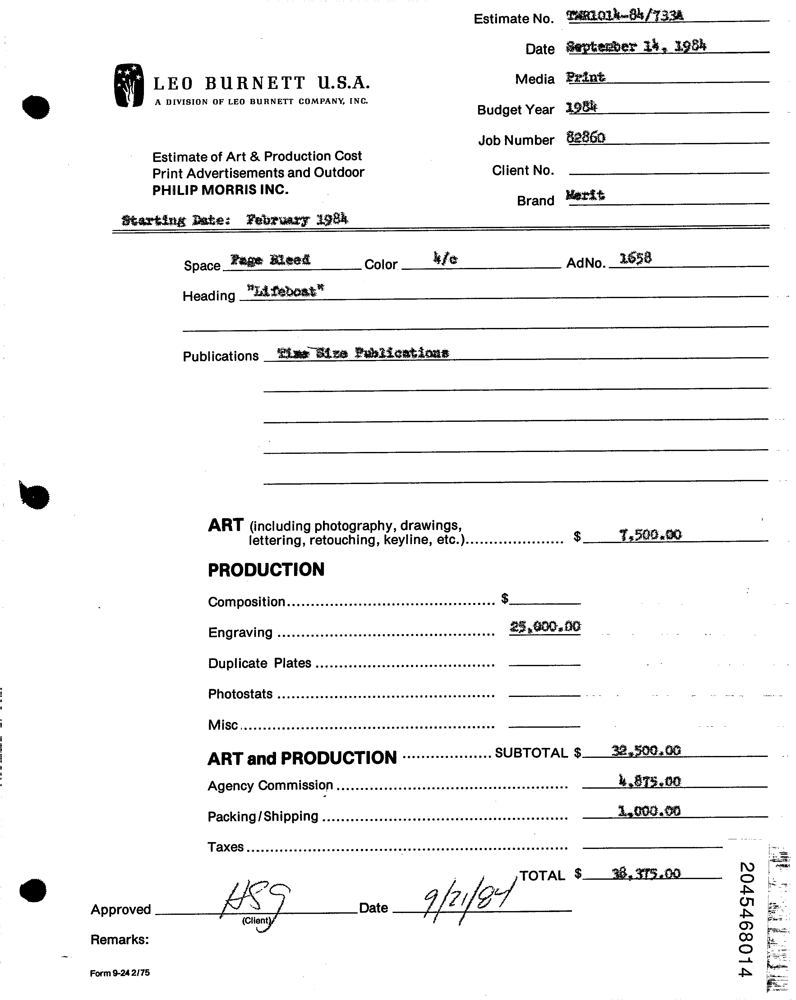 Estimate No. TMR1014-84/733A
Date September 14, 1984
LEO BURNETT U.S.A.
A DIVISION OF LEO BURNETT COMPANY, INC.
Media Print
Budget Year 1984
Job Number 82860
Estimate of Art & Production Cost
Print Advertisements and Outdoor
PHILIP MORRIS INC.
Client No.
Brand Merit
Starting Date: February 1984
Space Page Bleed Color 4/c AdNo. 1658
Heading "Lifeboat"
Publications Time Size Publications
ART (including photography, drawings,
lettering, retouching, keyline, etc.)..................... $ 7,500.00
PRODUCTION
Composition............................................. $
Engraving ............................................... 25,000.00
Duplicate Plates .......................................
Photostats ...............................................
Misc......................................................
ART and PRODUCTION .................. SUBTOTAL $ 32,500.00
Agency Commission .................................................. 4,875.00
Packing/Shipping ..................................................... 1,000.00
Taxes.....................................................................
TOTAL $ 38,375.00
Approved HSG Date 9/21/84
(Client)
Remarks:
Form 9-24 2/75
2045468014